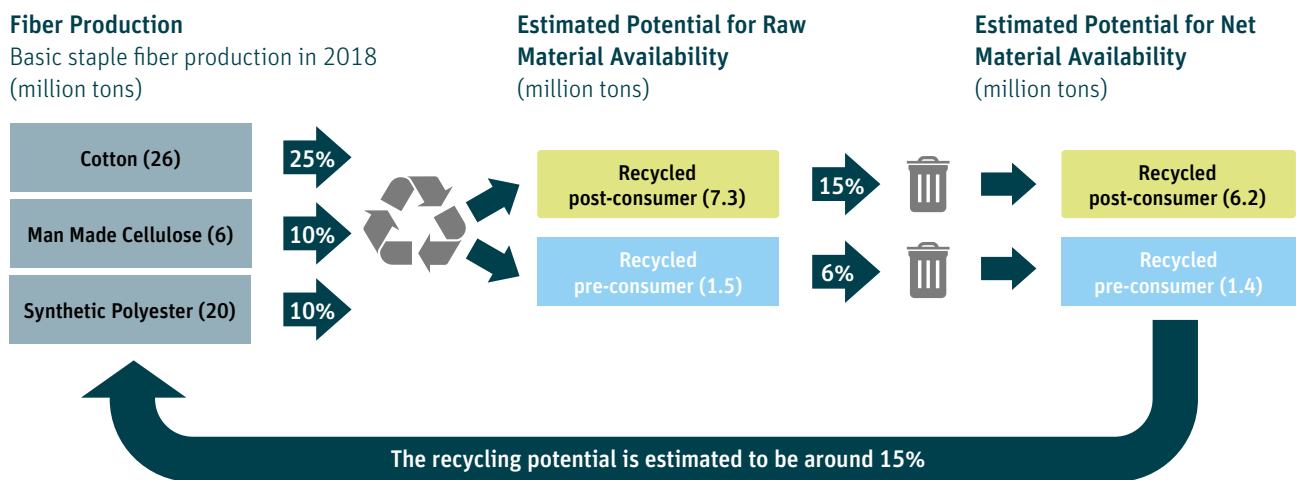 Fiber Production
Basic staple fiber production in 2018
(million tons)
Estimated Potential for Raw
Material Availability
(million tons)
Estimated Potential for Net
Material Availability
(million tons)
Cotton (26)
25%
Man Made Cellulose (6)
10%
Synthetic Polyester (20)
10%
Recycled
post-consumer (7.3)
15%
Recycled
post-consumer (6.2)
Recycled
pre-consumer (1.5)
6%
Recycled
pre-consumer (1.4)
The recycling potential is estimated to be around 15%